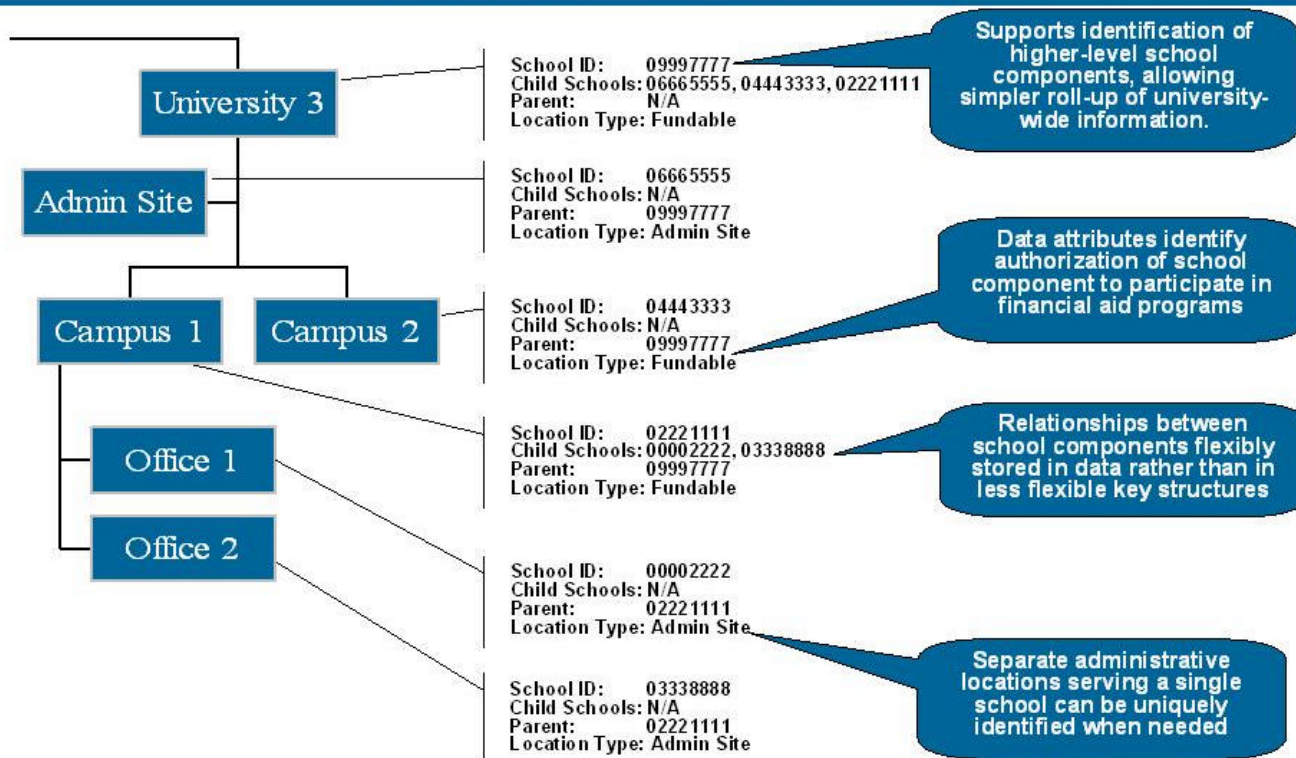 University 3
Admin Site
Campus 1
Campus 2
Office 1
Office 2
School ID: 09997777
Child Schools: 06665555, 04443333, 02221111
Parent: N/A
Location Type: Fundable
School ID: 06665555
Child Schools: N/A
Parent: 09997777
Location Type: Admin Site
School ID: 04443333
Child Schools: N/A
Parent: 09997777
Location Type: Fundable
School ID: 02221111
Child Schools: 00002222, 03338888
Parent: 09997777
Location Type: Fundable
School ID: 00002222
Child Schools: N/A
Parent: 02221111
Location Type: Admin Site
School ID: 03338888
Child Schools: N/A
Parent: 02221111
Location Type: Admin Site
Supports identification of
higher-level school
components, allowing
simpler roll-up of university-
wide information.
Data attributes identify
authorization of school
component to participate in
financial aid programs
Relationships between
school components flexibly
stored in data rather than in
less flexible key structures
Separate administrative
locations serving a single
school can be uniquely
identified when needed